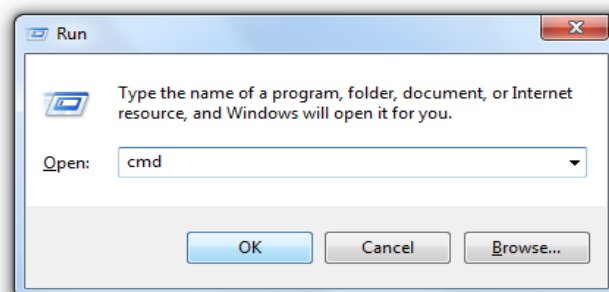 Run
Type the name of a program, folder, document, or Internet
resource, and Windows will open it for you.
Open: cmd
OK Cancel Browse...